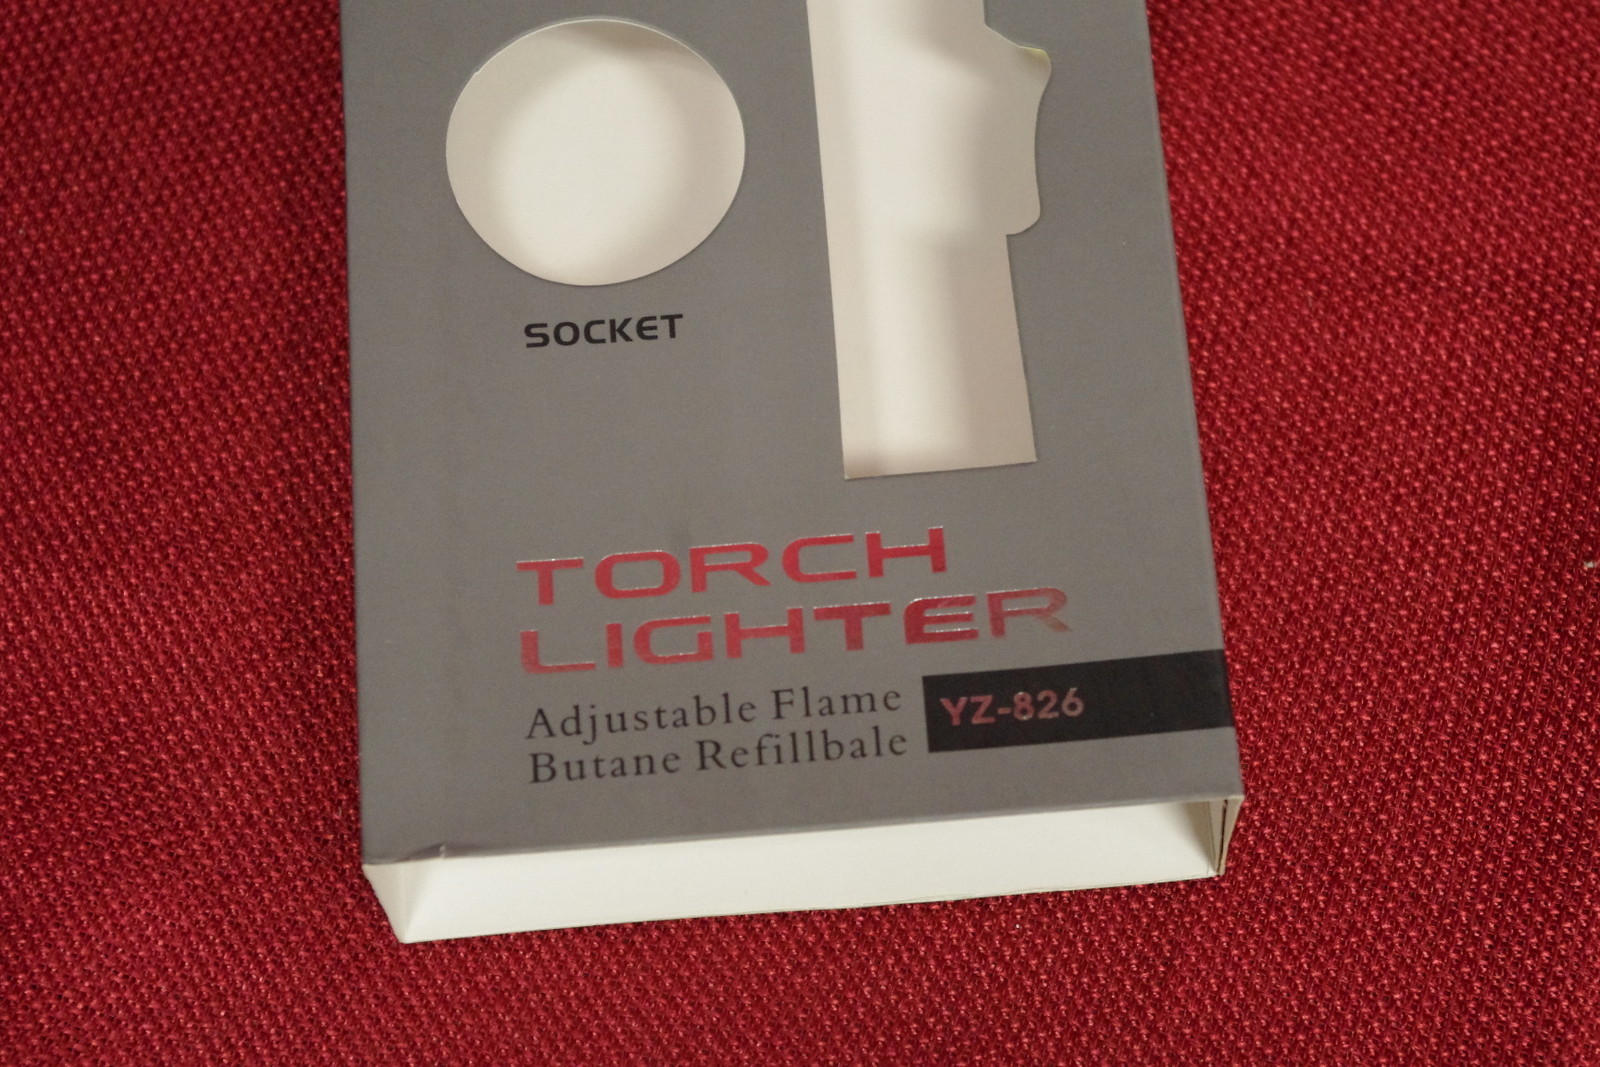 SOCKET
TORCH
LIGHTER
Adjustable Flame
Butane Refillbale
YZ-826